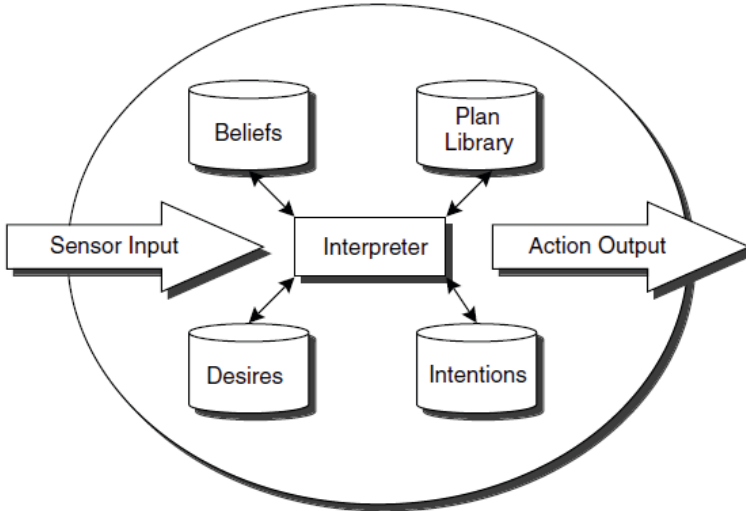 Beliefs
Plan
Library
Sensor Input
Interpreter
Action Output
Desires
Intentions